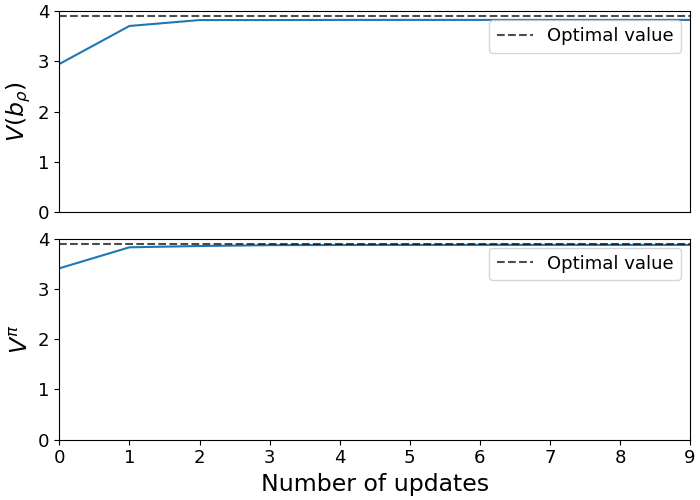 4
3
2
1
0
V(b_ρ)
Optimal value
4
3
2
1
0
V^π
Optimal value
0 1 2 3 4 5 6 7 8 9
Number of updates